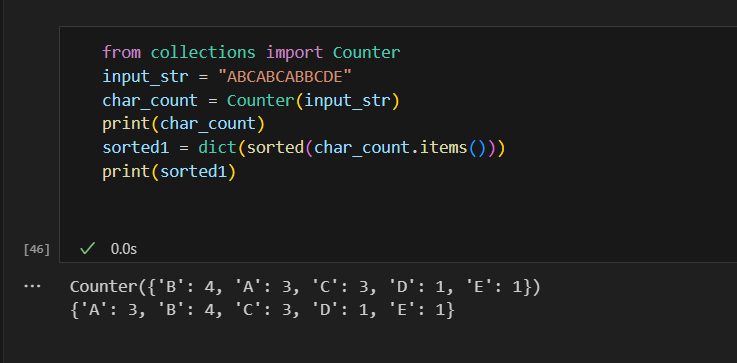 from collections import Counter
input_str = "ABCABCABBCDE"
char_count = Counter(input_str)
print(char_count)
sorted1 = dict(sorted(char_count.items()))
print(sorted1)
[46] ✓ 0.0s
... Counter({'B': 4, 'A': 3, 'C': 3, 'D': 1, 'E': 1})
{'A': 3, 'B': 4, 'C': 3, 'D': 1, 'E': 1}